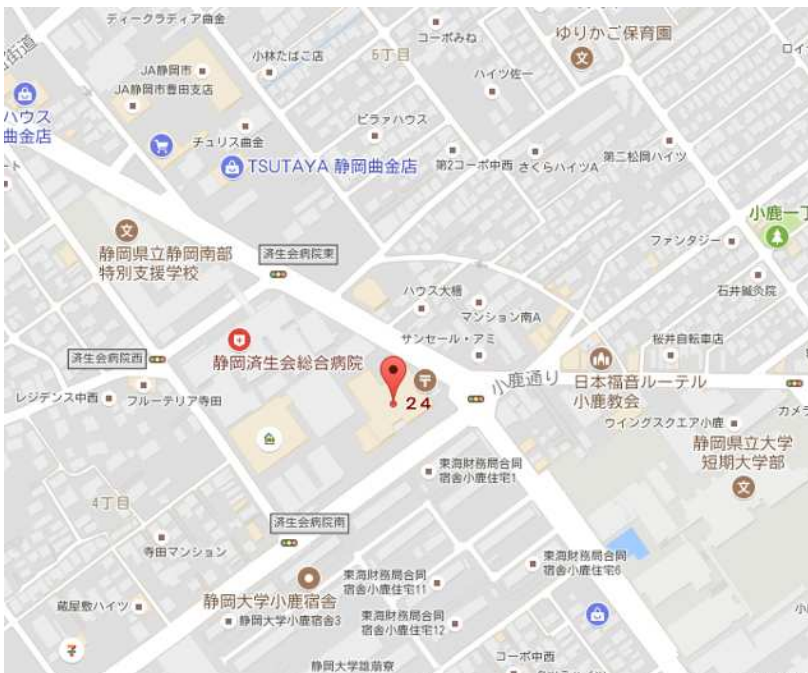 ディークラディア曲金
コーポみね
ゆりかご保育園
街道
小林たばこ店
5丁目
JA静岡市
JA静岡市豊田支店
ハイツ佐一
ハウス
曲金店
ビラァハウス
チュリス曲金
TSUTAYA 静岡曲金店
第2コーポ中西
さくらハイツA
第二松岡ハイツ
小鹿一丁
静岡県立静岡南部
特別支援学校
済生会病院東
ファンタジー
ハウス大橋
石井鍼灸院
マンション南A
静岡済生会総合病院
サンセール・アミ
桜井自転車店
済生会病院西
小鹿通り
日本福音ルーテル
小鹿教会
レジデンス中西
フルーテリア寺田
24
カメラ
ウイングスクエア小鹿
静岡県立大学
短期大学部
東海財務局合同
宿舎小鹿住宅1
4丁目
済生会病院南
寺田マンション
東海財務局合同
宿舎小鹿住宅6
東海財務局合同
宿舎小鹿住宅11
静岡大学小鹿宿舎
蔵屋敷ハイツ
静岡大学小鹿宿舎3
東海財務局合同
宿舎小鹿住宅12
コーポ中西
静岡大学雄萠寮